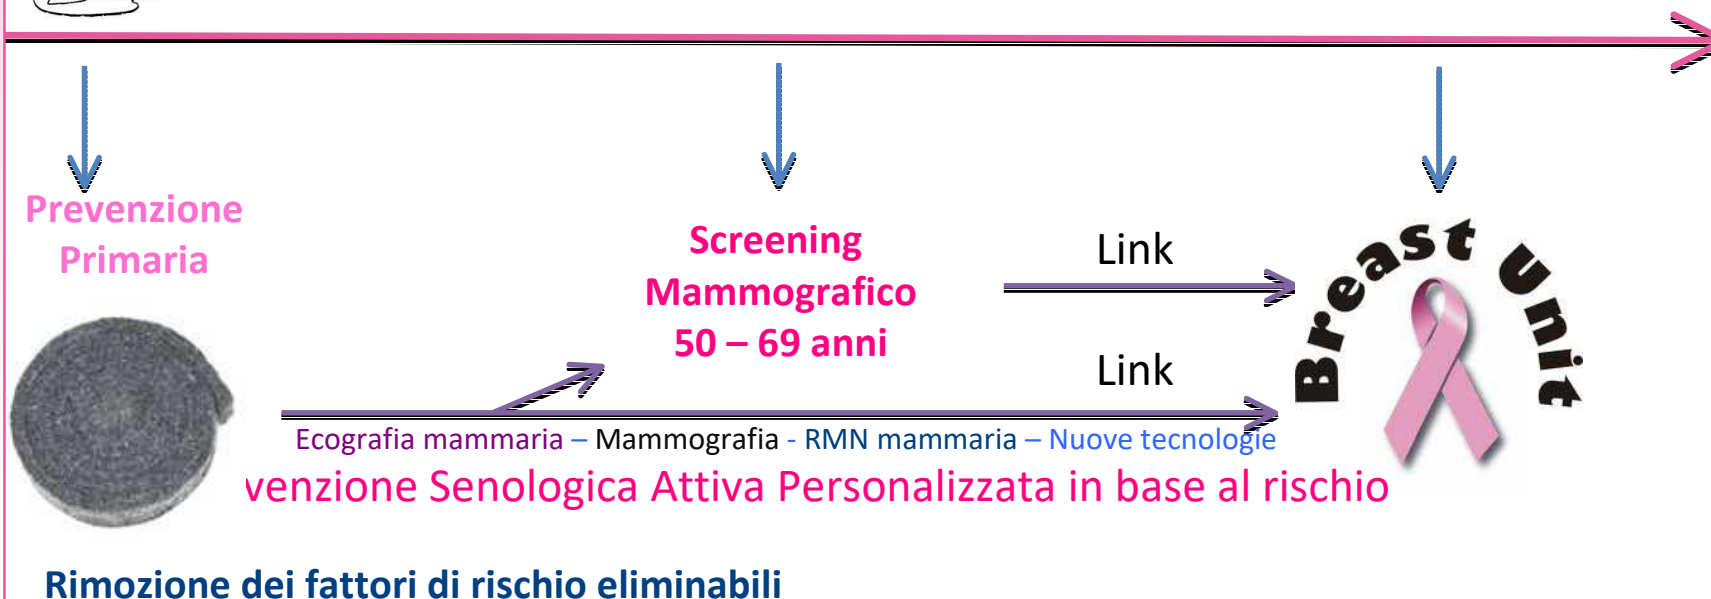 Prevenzione
Primaria
Screening
Mammografico
50 – 69 anni
Link
Breast Unit
Link
Ecografia mammaria – Mammografia - RMN mammaria – Nuove tecnologie
venzione Senologica Attiva Personalizzata in base al rischio
Rimozione dei fattori di rischio eliminabili